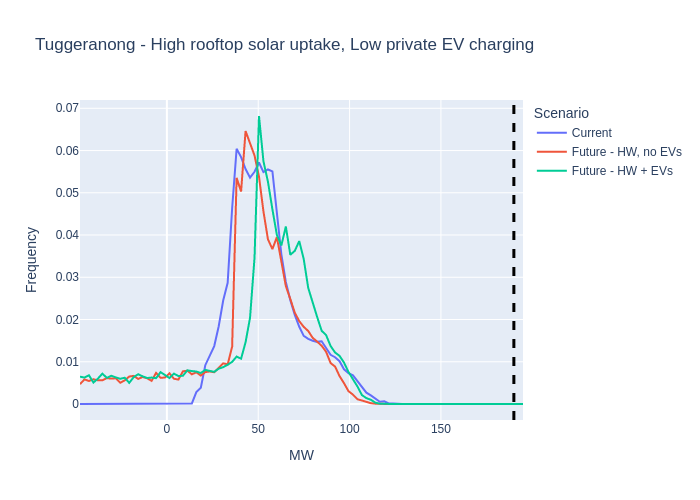 Tuggeranong - High rooftop solar uptake, Low private EV charging
Scenario
Current
Future - HW, no EVs
Future - HW + EVs
Frequency
0.07
0.06
0.05
0.04
0.03
0.02
0.01
0
0 50 100 150
MW